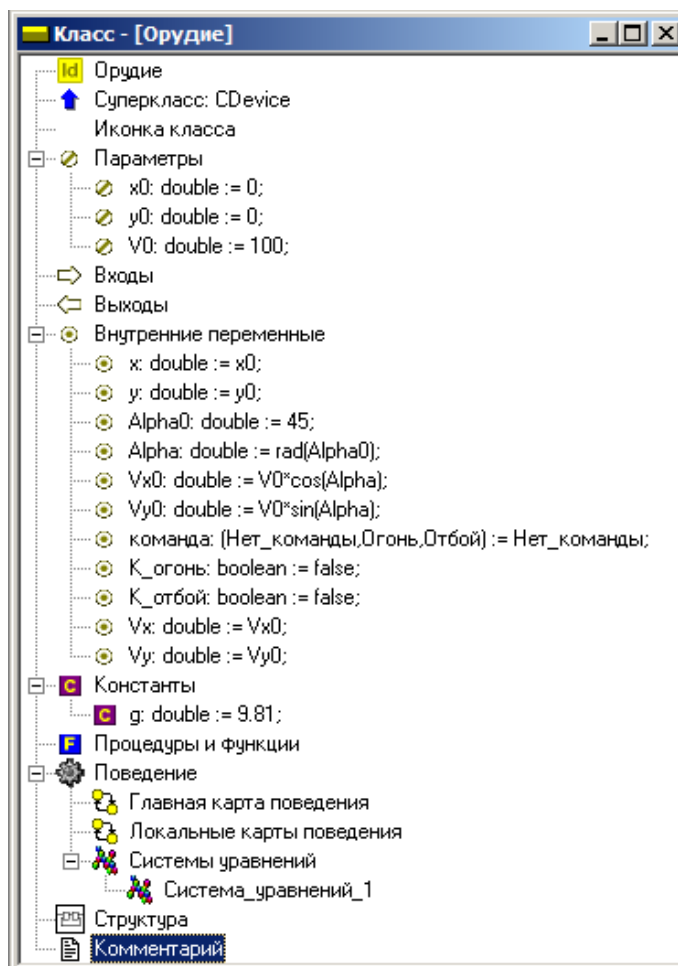 Класс - [Орудие]
Id Орудие
Суперкласс: CDevice
Иконка класса
Параметры
x0: double := 0;
y0: double := 0;
V0: double := 100;
Входы
Выходы
Внутренние переменные
x: double := x0;
y: double := y0;
Alpha0: double := 45;
Alpha: double := rad(Alpha0);
Vx0: double := V0*cos(Alpha);
Vy0: double := V0*sin(Alpha);
команда: (Нет_команды,Огонь,Отбой) := Нет_команды;
К_огонь: boolean := false;
К_отбой: boolean := false;
Vx: double := Vx0;
Vy: double := Vy0;
C Константы
C g: double := 9.81;
F Процедуры и функции
Поведение
Главная карта поведения
Локальные карты поведения
Системы уравнений
Система_уравнений_1
Структура
Комментарий